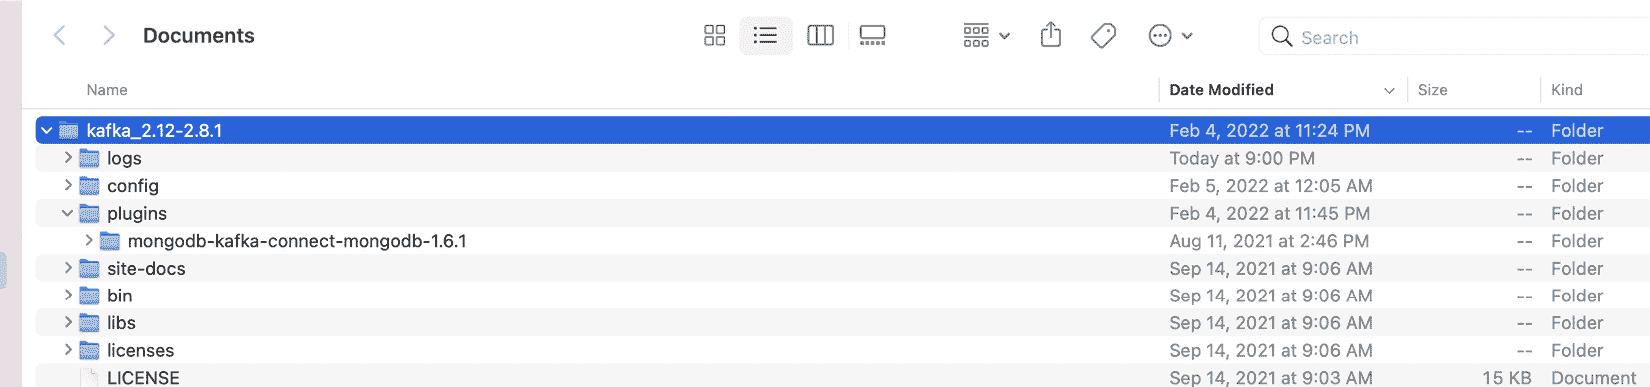 Documents Search
Name Date Modified Size Kind
kafka_2.12-2.8.1 Feb 4, 2022 at 11:24 PM -- Folder
logs Today at 9:00 PM -- Folder
config Feb 5, 2022 at 12:05 AM -- Folder
plugins Feb 4, 2022 at 11:45 PM -- Folder
mongodb-kafka-connect-mongodb-1.6.1 Aug 11, 2021 at 2:46 PM -- Folder
site-docs Sep 14, 2021 at 9:06 AM -- Folder
bin Sep 14, 2021 at 9:06 AM -- Folder
libs Sep 14, 2021 at 9:06 AM -- Folder
licenses Sep 14, 2021 at 9:06 AM -- Folder
LICENSE Sep 14, 2021 at 9:03 AM 15 KB Document